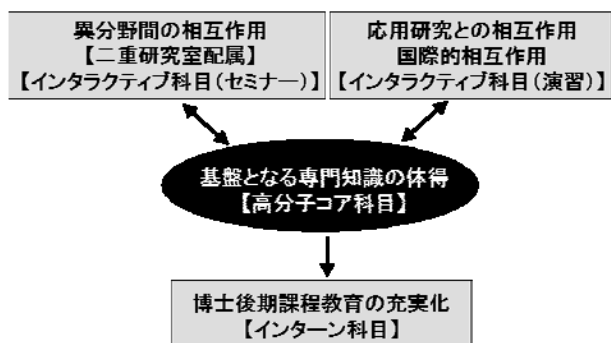 異分野間の相互作用
【二重研究室配属】
【インタラクティブ科目(セミナー)】
応用研究との相互作用
国際的相互作用
【インタラクティブ科目(演習)】
基盤となる専門知識の体得
【高分子コア科目】
博士後期課程教育の充実化
【インターン科目】